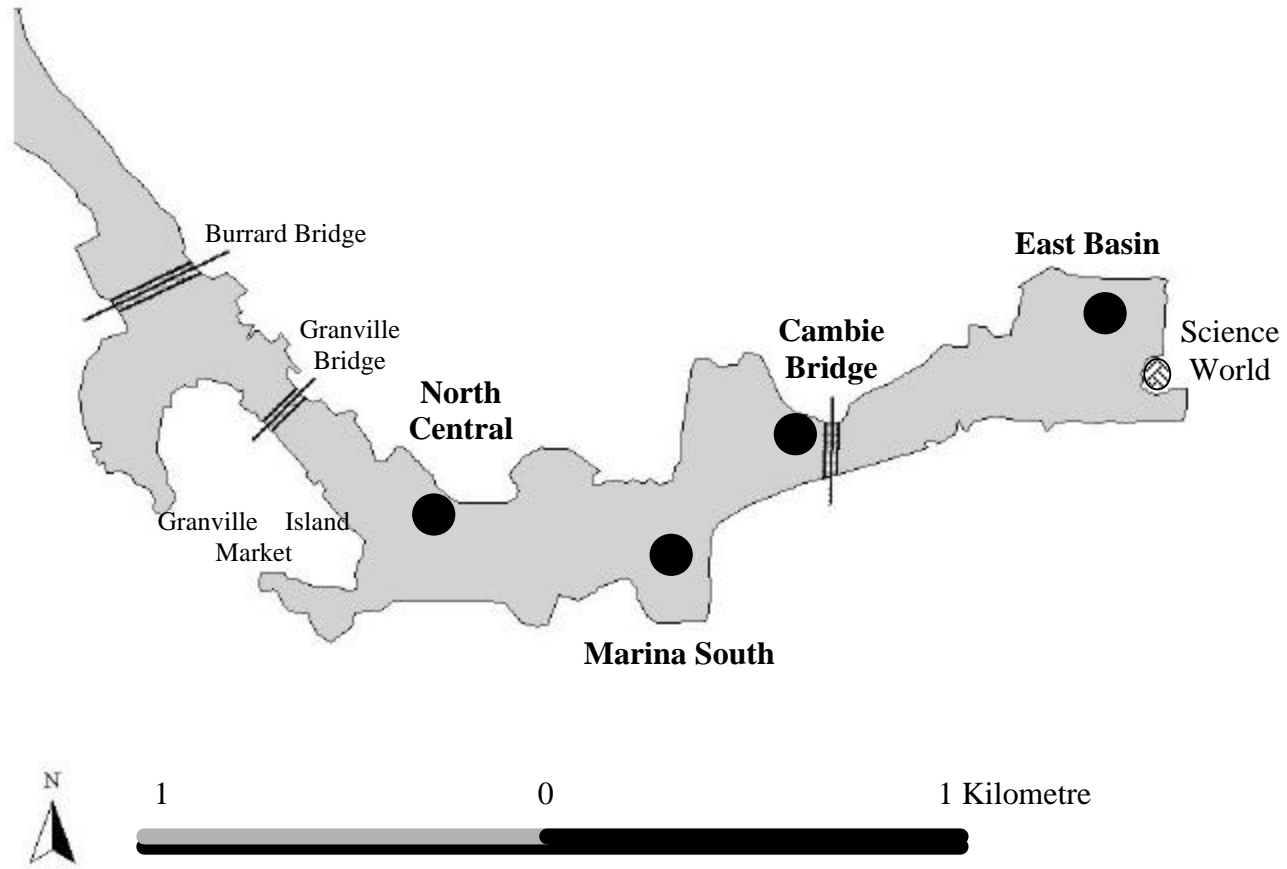 Burrard Bridge
East Basin
Granville
Bridge
Cambie
Bridge
Science
World
North
Central
Granville Island
Market
Marina South
N
1 0 1 Kilometre